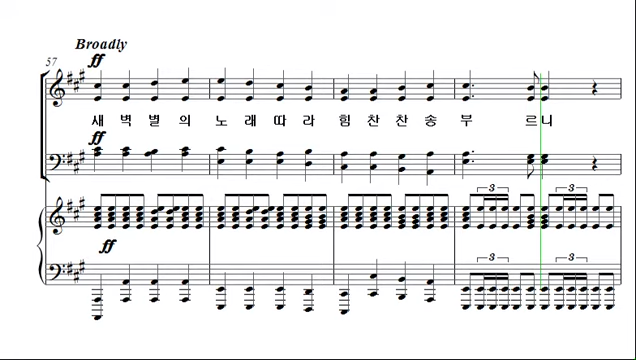 Broadly
57
ff
새 벽 별 의 노 래 따 라 힘 찬 찬 송 부 르 니
ff
3 3
ff
3 3